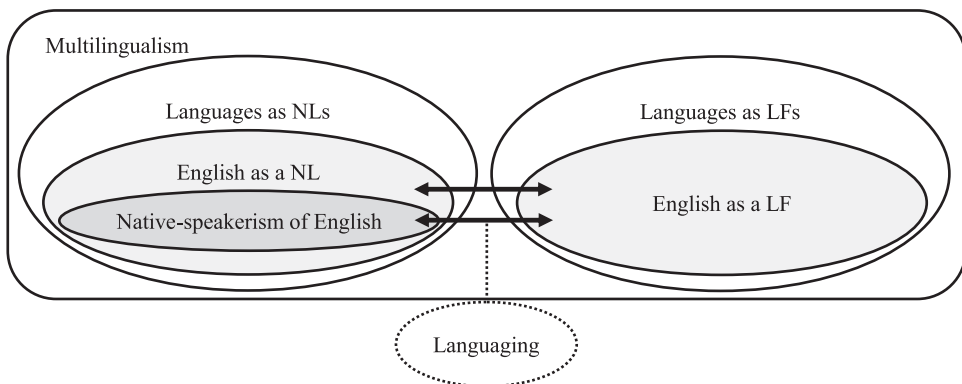 Multilingualism
Languages as NLs
Languages as LFs
English as a NL
Native-speakerism of English
English as a LF
Languaging